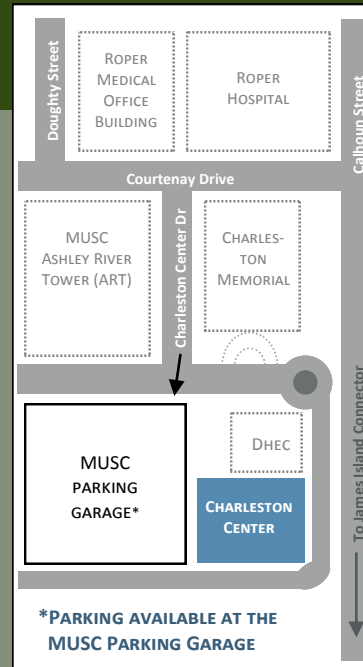 Doughty Street
Roper
Medical
Office
Building
Roper
Hospital
Calhoun Street
Courtenay Drive
MUSC
Ashley River
Tower (ART)
Charleston Center Dr
Charles-
ton
Memorial
MUSC
parking
garage*
Dhec
Charleston
Center
To James Island Connector
*Parking available at the
MUSC Parking Garage